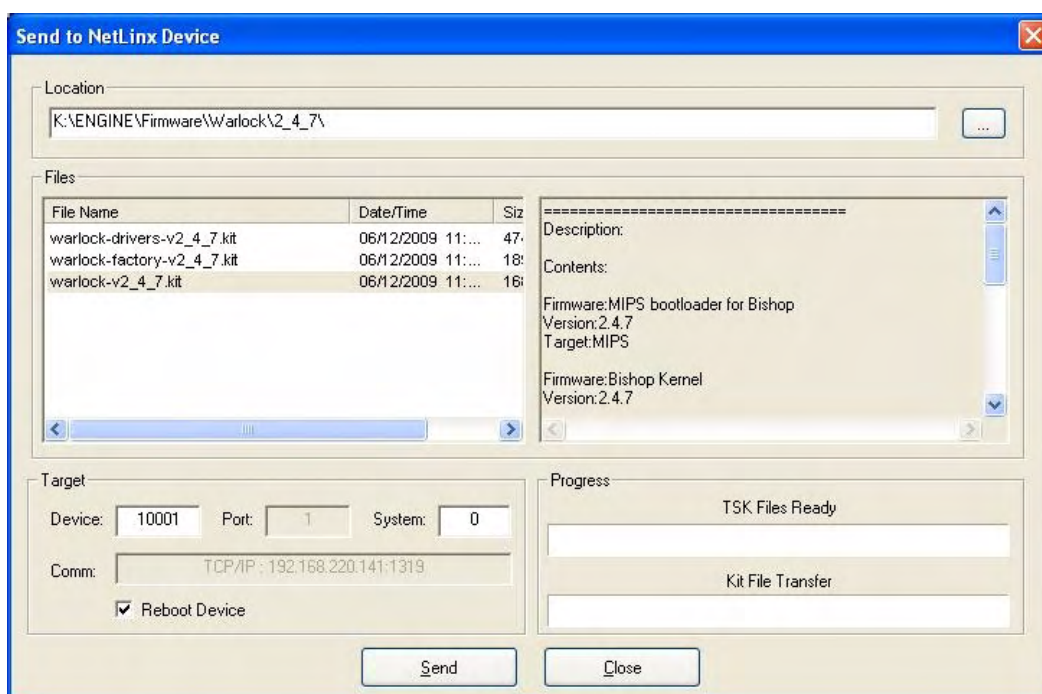 Send to NetLinx Device
Location
K:\ENGINE\Firmware\Warlock\2_4_7\
...
Files
File Name Date/Time Siz
warlock-drivers-v2_4_7.kit 06/12/2009 11:... 47
warlock-factory-v2_4_7.kit 06/12/2009 11:... 18
warlock-v2_4_7.kit 06/12/2009 11:... 16
===================================
Description:
Contents:
Firmware:MIPS bootloader for Bishop
Version:2.4.7
Target:MIPS
Firmware:Bishop Kernel
Version:2.4.7
Target
Device: 10001 Port: 1 System: 0
Comm: TCP/IP : 192.168.220.141:1319
Reboot Device
Progress
TSK Files Ready
Kit File Transfer
Send Close